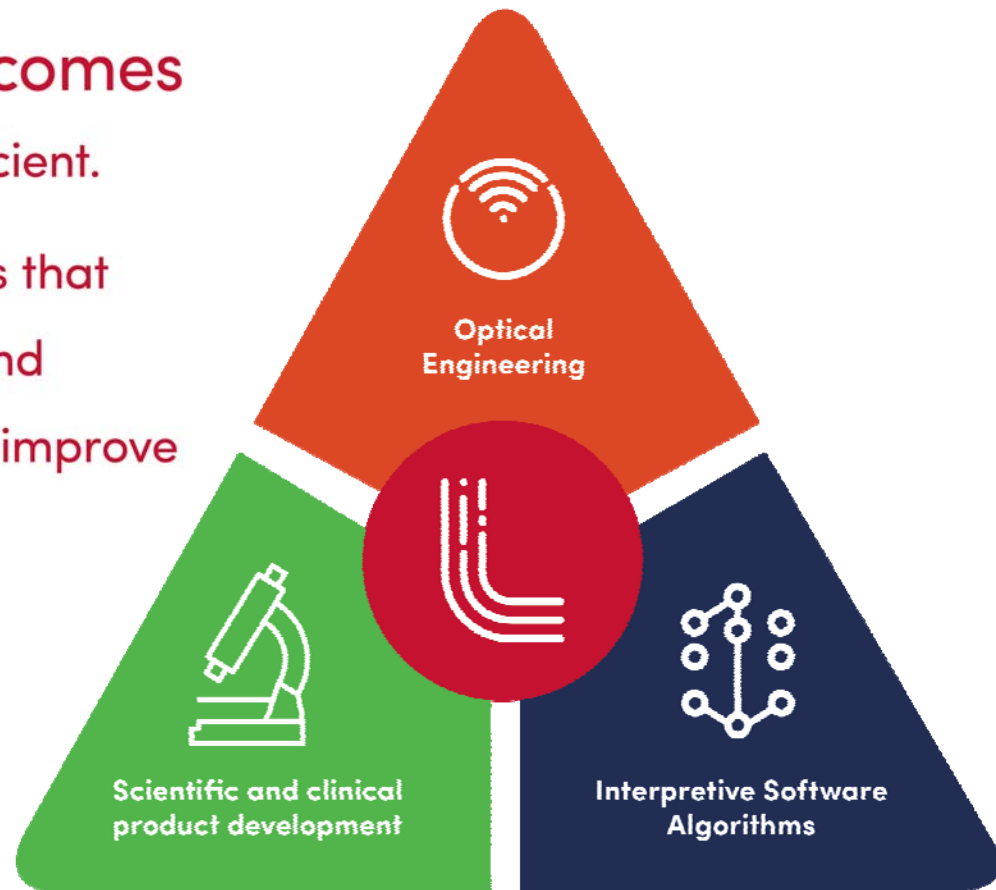 comes
cient.
s that
nd
improve
Optical
Engineering
Scientific and clinical
product development
Interpretive Software
Algorithms